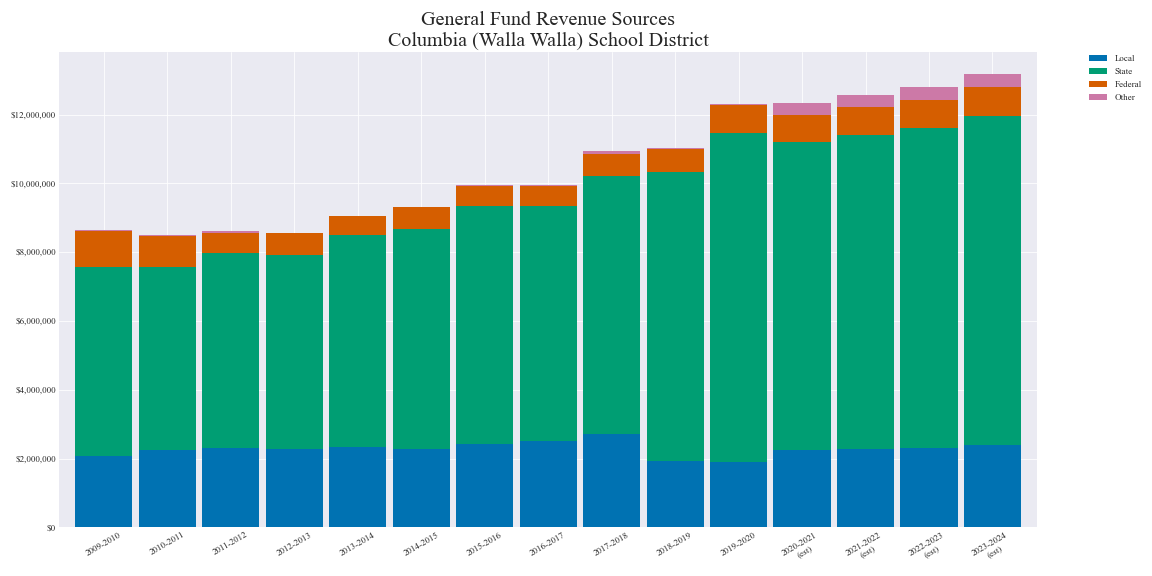 General Fund Revenue Sources
Columbia (Walla Walla) School District
Local
State
Federal
Other
$12,000,000
$10,000,000
$8,000,000
$6,000,000
$4,000,000
$2,000,000
$0
2009-2010
2010-2011
2011-2012
2012-2013
2013-2014
2014-2015
2015-2016
2016-2017
2017-2018
2018-2019
2019-2020
2020-2021
(est)
2021-2022
(est)
2022-2023
(est)
2023-2024
(est)